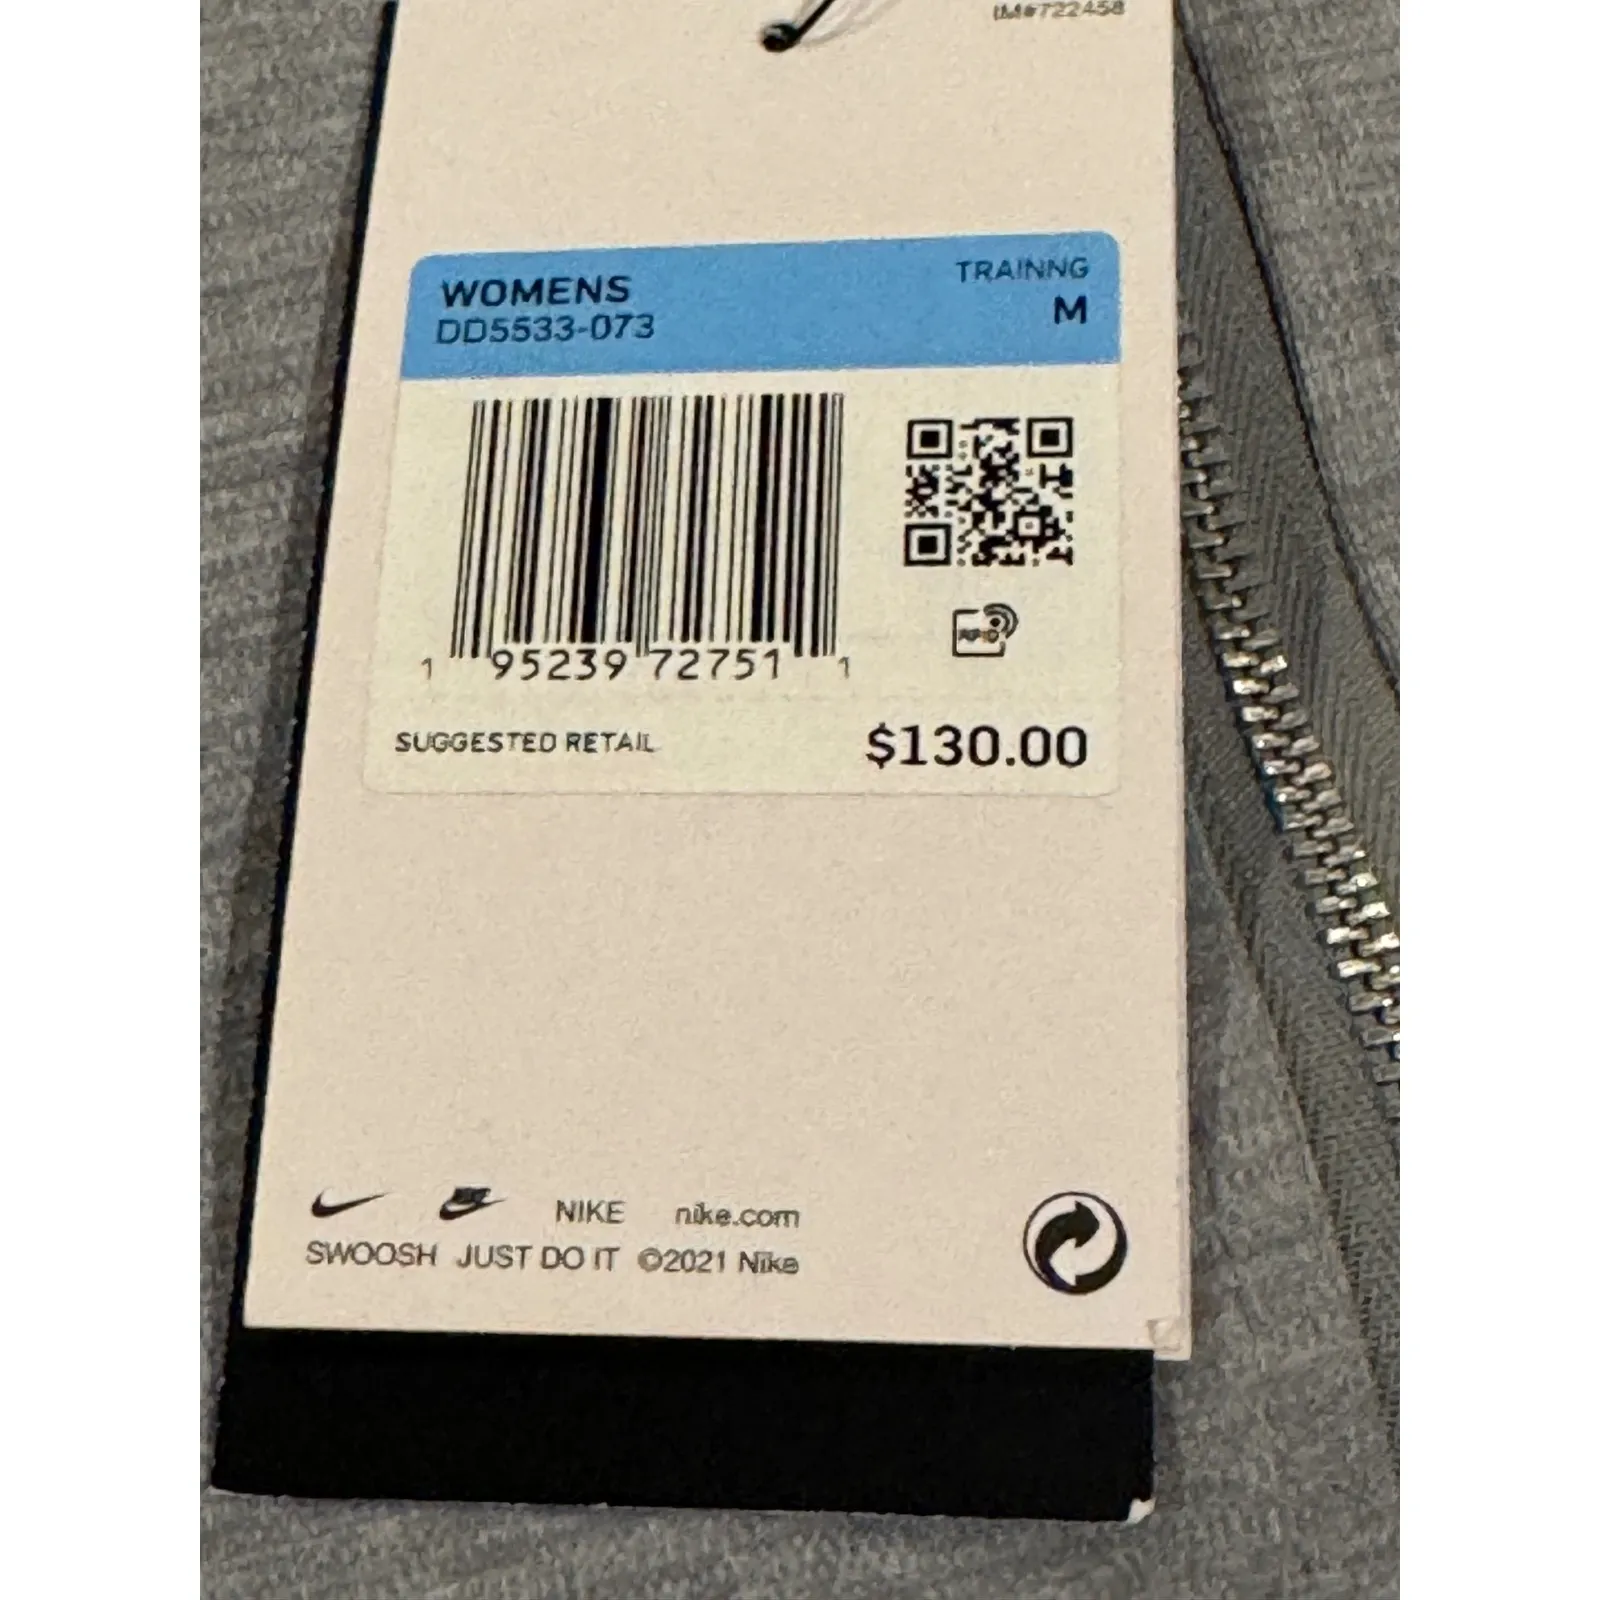 IM#722458
WOMENS
TRAINNG
DD5533-073
M
1 95239 72751 1
RFID
SUGGESTED RETAIL
$130.00
NIKE nike.com
SWOOSH JUST DO IT ©2021 Nike